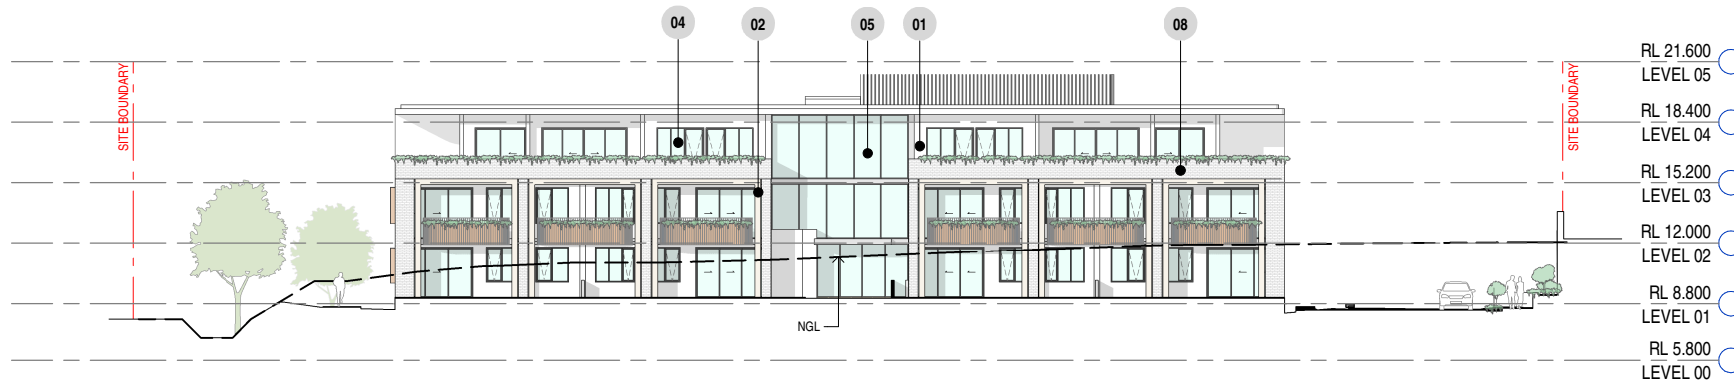 04
02
05
01
08
SITE BOUNDARY
SITE BOUNDARY
RL 21.600
LEVEL 05
RL 18.400
LEVEL 04
RL 15.200
LEVEL 03
RL 12.000
LEVEL 02
RL 8.800
LEVEL 01
RL 5.800
LEVEL 00
NGL